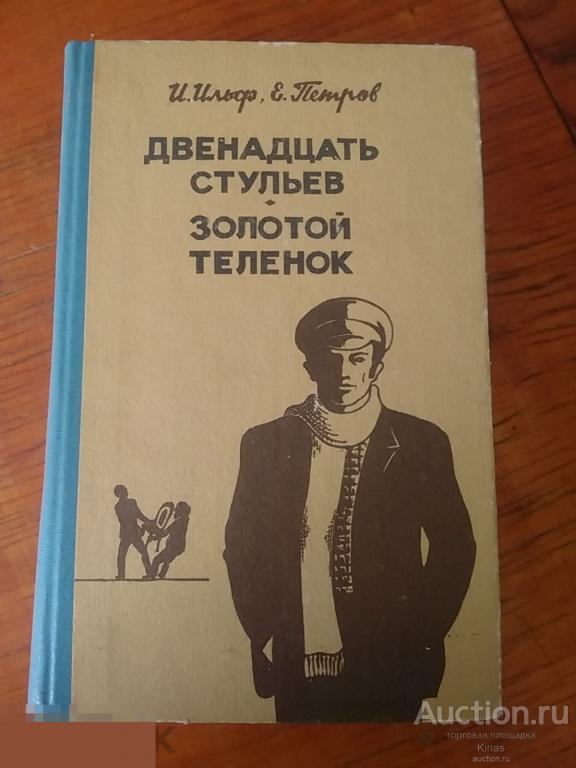 И. Ильф, Е. Петров
ДВЕНАДЦАТЬ
СТУЛЬЕВ
ЗОЛОТОЙ
ТЕЛЕНОК
Auction.ru
торговая площадка
Kinas
auction.ru